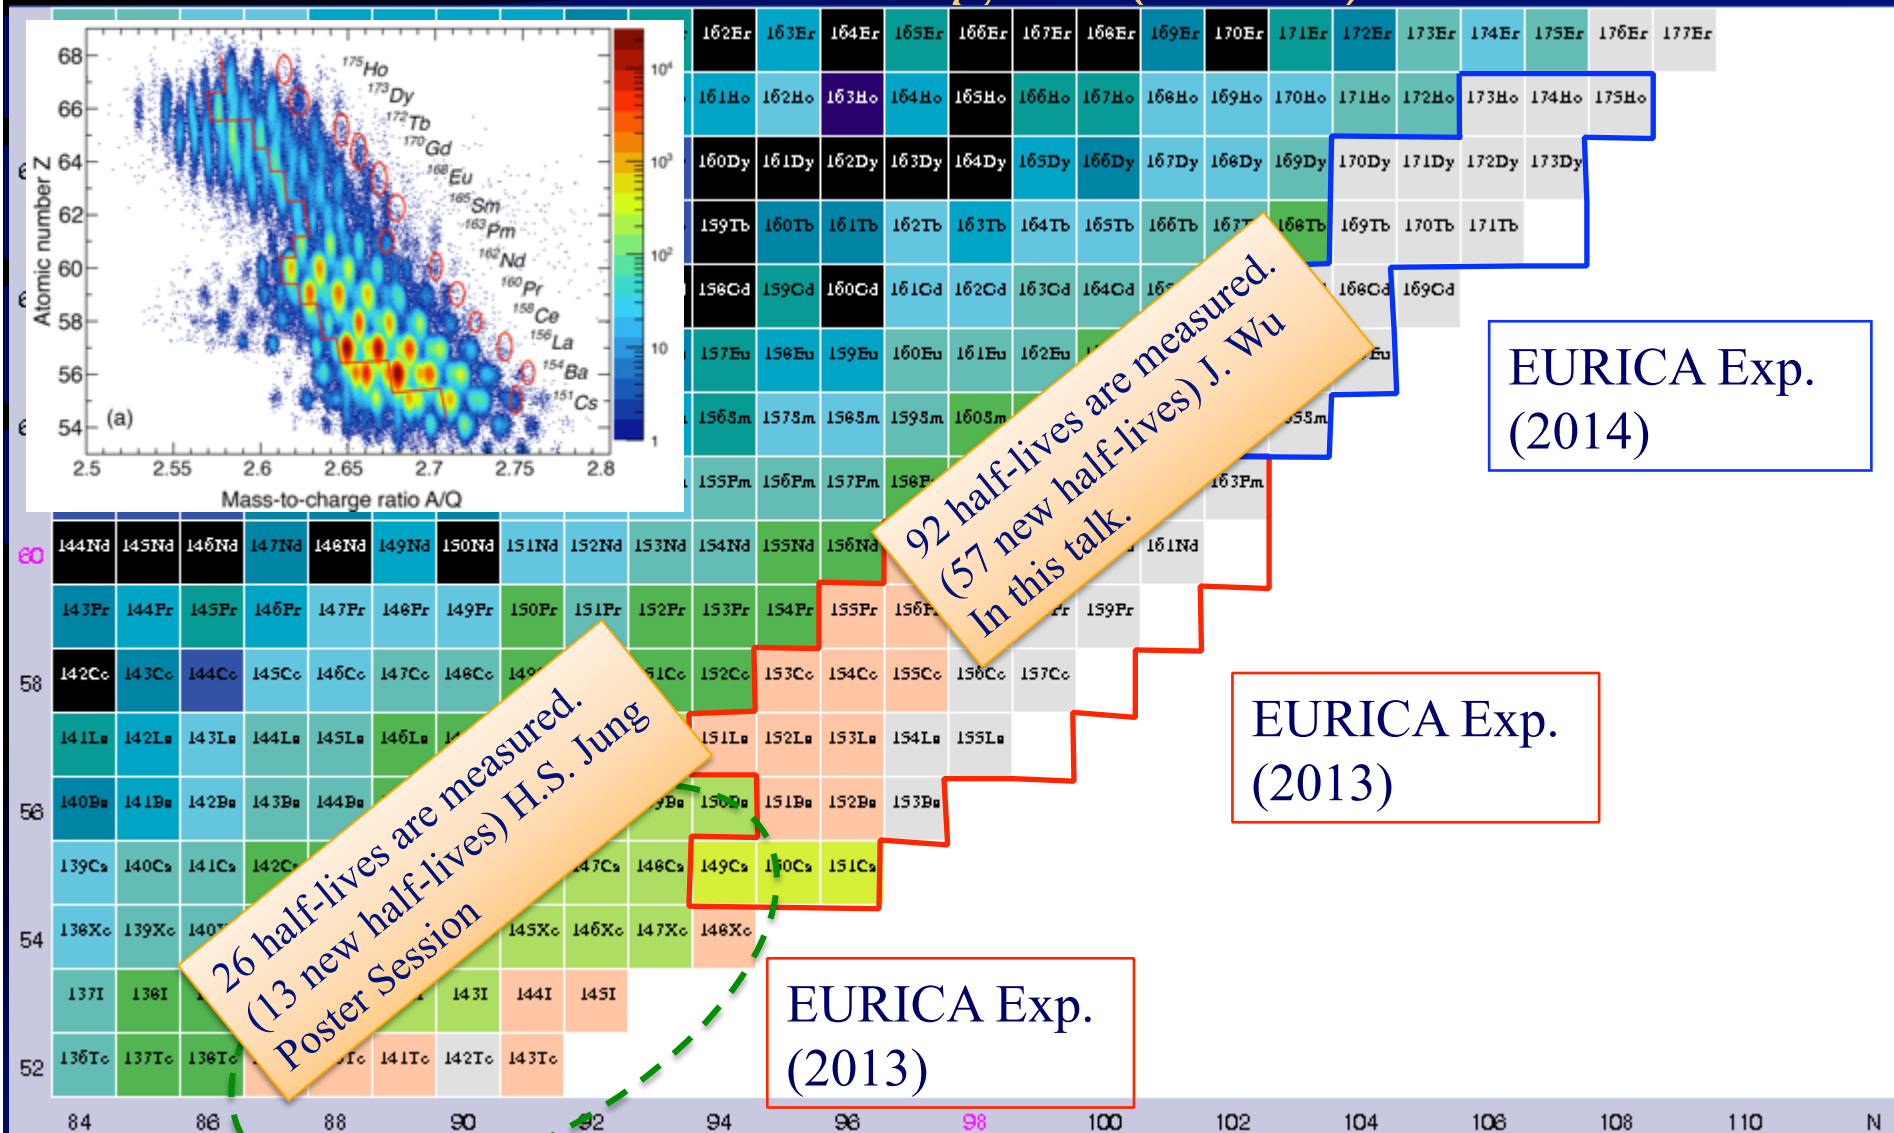 162Er 163Er 164Er 165Er 166Er 167Er 168Er 169Er 170Er 171Er 172Er 173Er 174Er 175Er 176Er 177Er
161Ho 162Ho 163Ho 164Ho 165Ho 166Ho 167Ho 168Ho 169Ho 170Ho 171Ho 172Ho 173Ho 174Ho 175Ho
160Dy 161Dy 162Dy 163Dy 164Dy 165Dy 166Dy 167Dy 168Dy 169Dy 170Dy 171Dy 172Dy 173Dy
159Tb 160Tb 161Tb 162Tb 163Tb 164Tb 165Tb 166Tb 168Tb 169Tb 170Tb 171Tb
158Gd 159Gd 160Gd 161Gd 162Gd 163Gd 164Gd 168Gd 169Gd
157Eu 158Eu 159Eu 160Eu 161Eu 162Eu
156Sm 157Sm 158Sm 159Sm 160Sm
155Pm 156Pm 157Pm 163Pm
Atomic number Z
68
66
64
62
60
58
56
54
2.5 2.55 2.6 2.65 2.7 2.75 2.8
Mass-to-charge ratio A/Q
(a)
175Ho
173Dy
172Tb
170Gd
168Eu
165Sm
163Pm
162Nd
160Pr
158Ce
156La
154Ba
151Cs
10⁴
10³
10²
10
1
60 144Nd 145Nd 146Nd 147Nd 148Nd 149Nd 150Nd 151Nd 152Nd 153Nd 154Nd 155Nd 156Nd 161Nd
143Pr 144Pr 145Pr 146Pr 147Pr 148Pr 149Pr 150Pr 151Pr 152Pr 153Pr 154Pr 155Pr 159Pr
58 142Ce 143Ce 144Ce 145Ce 146Ce 147Ce 148Ce 152Ce 153Ce 154Ce 155Ce 156Ce 157Ce
141La 142La 143La 144La 145La 146La 151La 152La 153La 154La 155La
56 140Ba 141Ba 142Ba 143Ba 144Ba 150Ba 151Ba 152Ba 153Ba
139Cs 140Cs 141Cs 148Cs 149Cs 150Cs 151Cs
54 138Xe 139Xe 145Xe 146Xe 147Xe 148Xe
137I 138I 143I 144I 145I
52 136Te 137Te 138Te 141Te 142Te 143Te
84 86 88 90 92 94 96 98 100 102 104 106 108 110 N
92 half-lives are measured.
(57 new half-lives) J. Wu
In this talk.
26 half-lives are measured.
(13 new half-lives) H.S. Jung
Poster Session
EURICA Exp.
(2014)
EURICA Exp.
(2013)
EURICA Exp.
(2013)